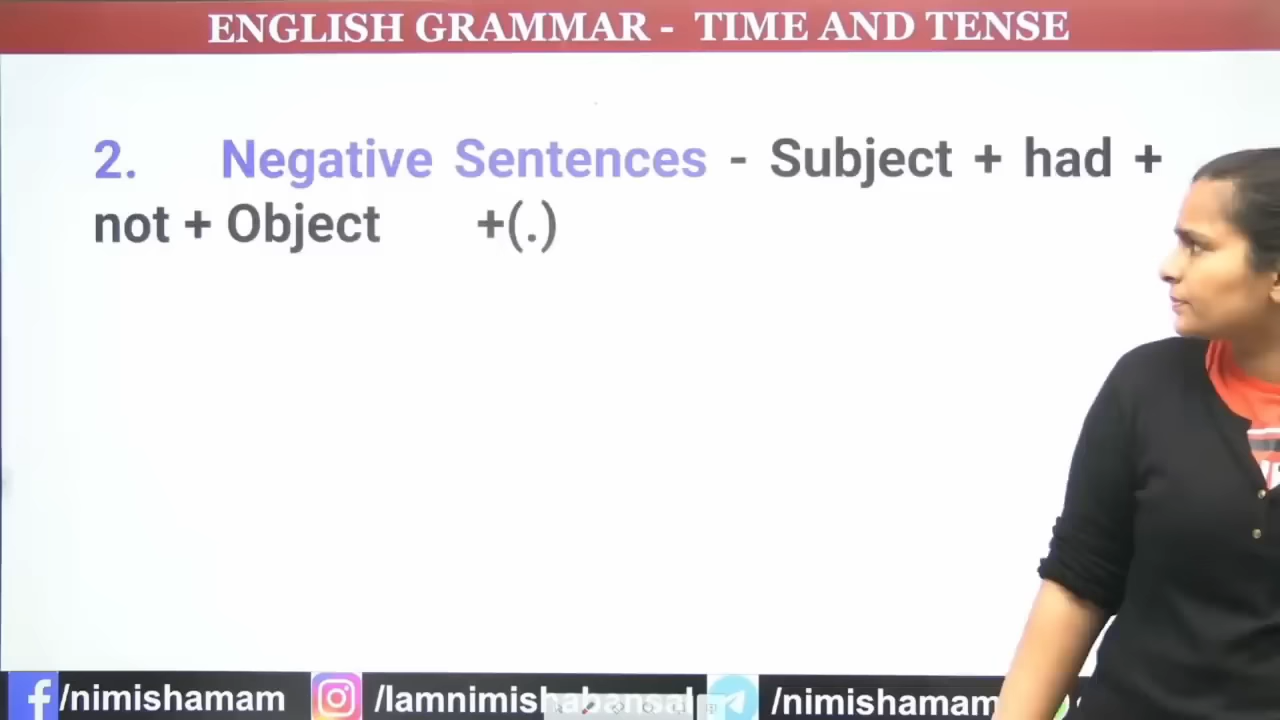 ENGLISH GRAMMAR - TIME AND TENSE
2. Negative Sentences - Subject + had +
not + Object +(.)
/nimishamam /Iamnimishabansal /nimishamam